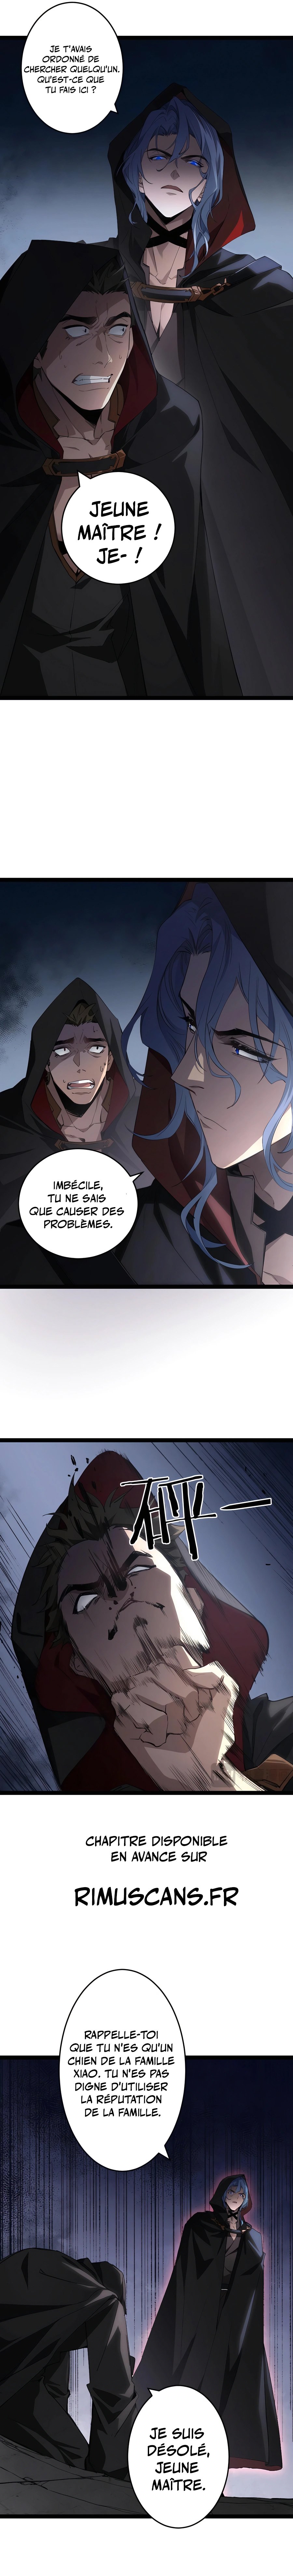 JE T'AVAIS
ORDONNÉ DE
CHERCHER QUELQU'UN.
QU'EST-CE QUE
TU FAIS ICI ?
JEUNE
MAÎTRE !
JE- !
IMBÉCILE,
TU NE SAIS
QUE CAUSER DES
PROBLÈMES.
CHAPITRE DISPONIBLE
EN AVANCE SUR
RIMUSCANS.FR
RAPPELLE-TOI
QUE TU N'ES QU'UN
CHIEN DE LA FAMILLE
XIAO. TU N'ES PAS
DIGNE D'UTILISER
LA RÉPUTATION
DE LA FAMILLE.
JE SUIS
DÉSOLÉ,
JEUNE
MAÎTRE.